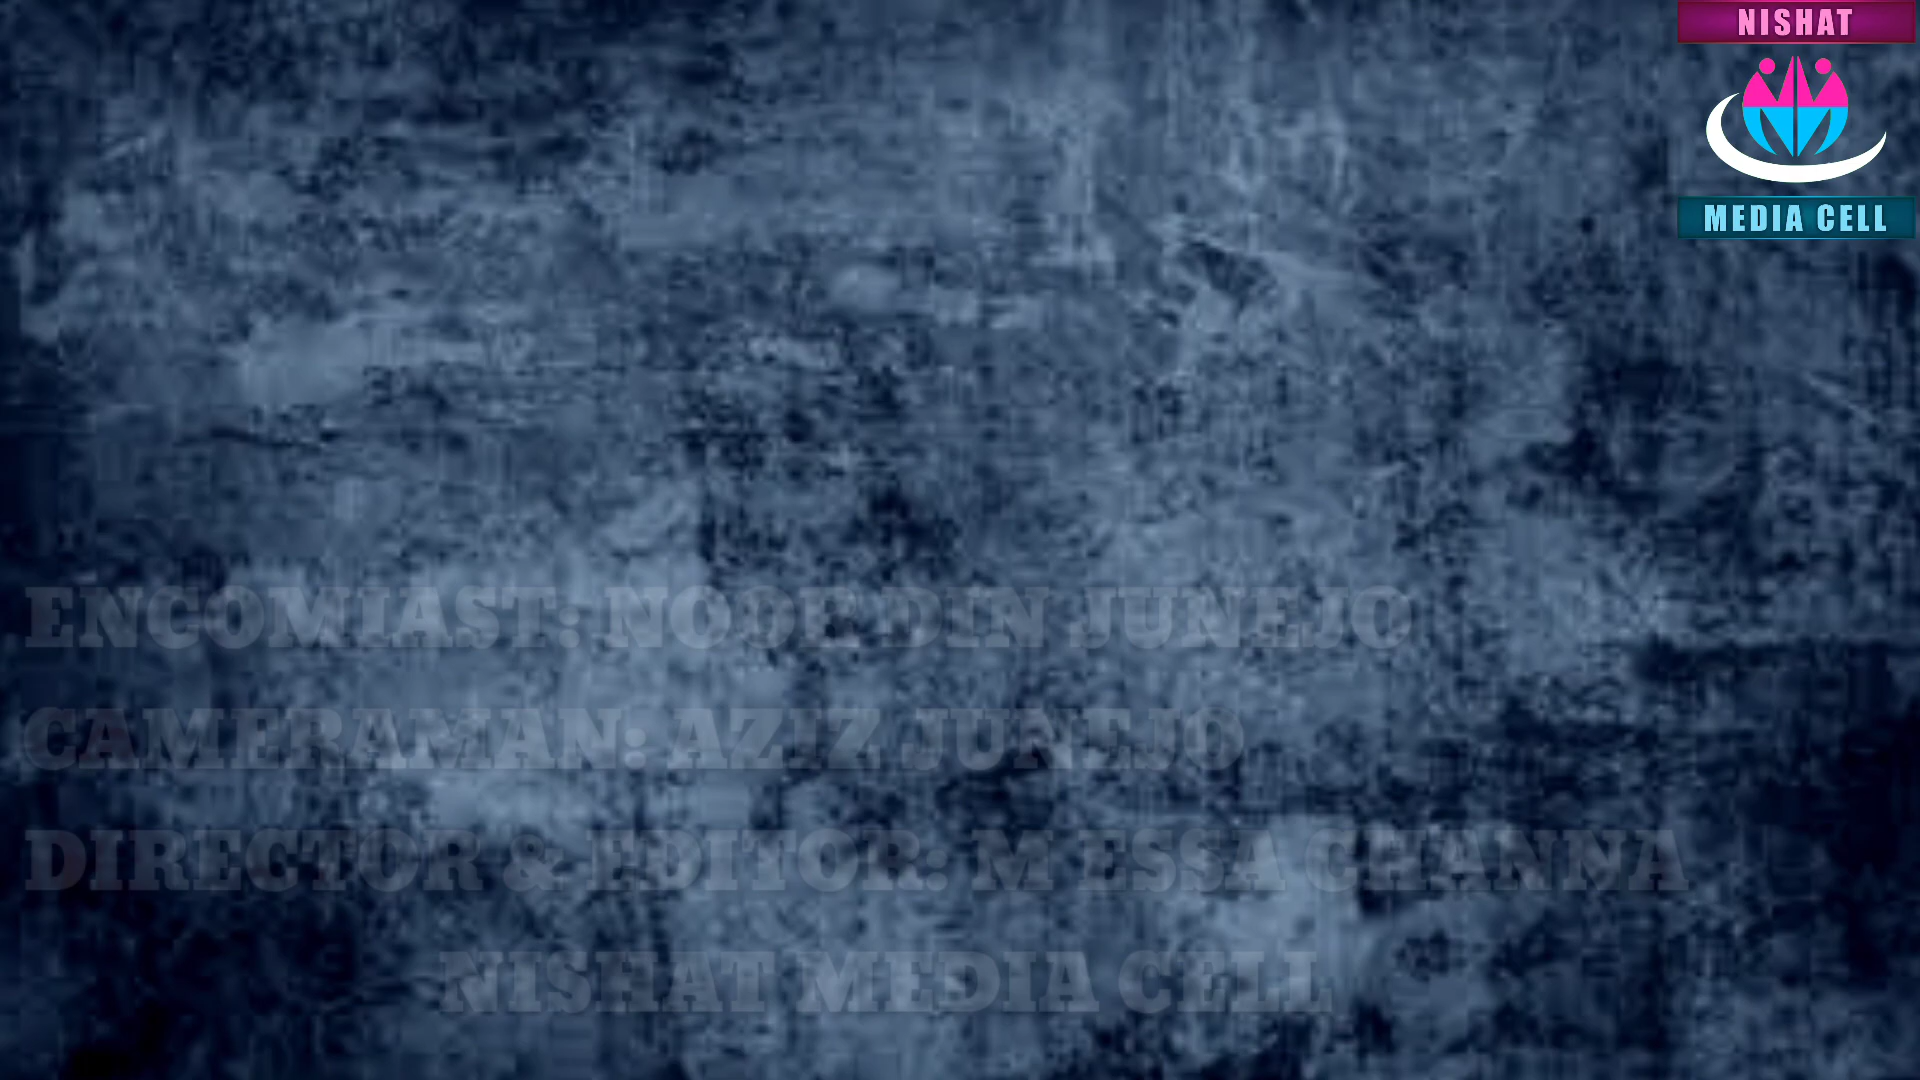 NISHAT
MEDIA CELL
ENCOMIAST: NOOR DIN JUNEJO
CAMERAMAN: AZIZ JUNEJO
DIRECTOR & EDITOR: M ESSA CHANNA
NISHAT MEDIA CELL